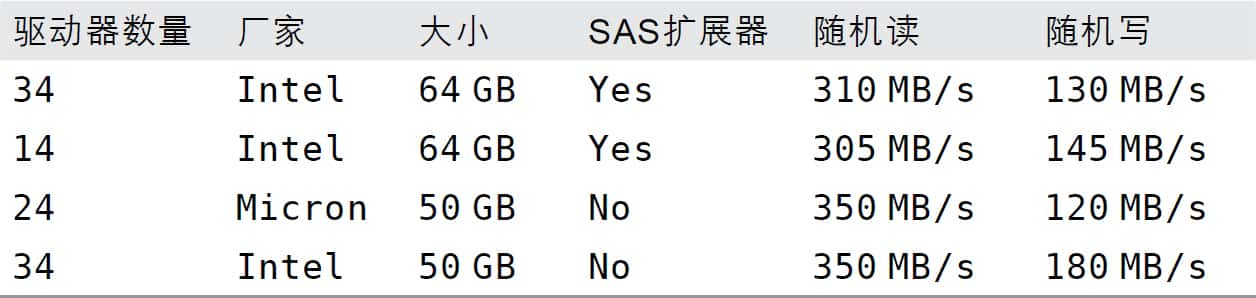 驱动器数量 厂家 大小 SAS扩展器 随机读 随机写
34 Intel 64 GB Yes 310 MB/s 130 MB/s
14 Intel 64 GB Yes 305 MB/s 145 MB/s
24 Micron 50 GB No 350 MB/s 120 MB/s
34 Intel 50 GB No 350 MB/s 180 MB/s